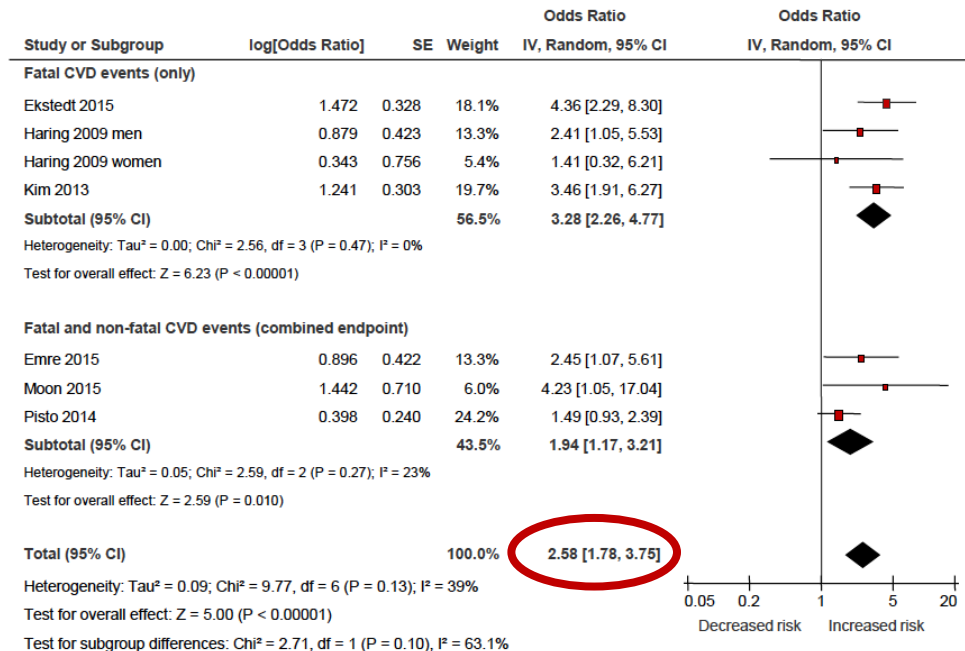 Odds Ratio Odds Ratio
Study or Subgroup log[Odds Ratio] SE Weight IV, Random, 95% CI IV, Random, 95% CI
Fatal CVD events (only)
Ekstedt 2015 1.472 0.328 18.1% 4.36 [2.29, 8.30]
Haring 2009 men 0.879 0.423 13.3% 2.41 [1.05, 5.53]
Haring 2009 women 0.343 0.756 5.4% 1.41 [0.32, 6.21]
Kim 2013 1.241 0.303 19.7% 3.46 [1.91, 6.27]
Subtotal (95% CI) 56.5% 3.28 [2.26, 4.77]
Heterogeneity: Tau² = 0.00; Chi² = 2.56, df = 3 (P = 0.47); I² = 0%
Test for overall effect: Z = 6.23 (P < 0.00001)
Fatal and non-fatal CVD events (combined endpoint)
Emre 2015 0.896 0.422 13.3% 2.45 [1.07, 5.61]
Moon 2015 1.442 0.710 6.0% 4.23 [1.05, 17.04]
Pisto 2014 0.398 0.240 24.2% 1.49 [0.93, 2.39]
Subtotal (95% CI) 43.5% 1.94 [1.17, 3.21]
Heterogeneity: Tau² = 0.05; Chi² = 2.59, df = 2 (P = 0.27); I² = 23%
Test for overall effect: Z = 2.59 (P = 0.010)
Total (95% CI) 100.0% 2.58 [1.78, 3.75]
Heterogeneity: Tau² = 0.09; Chi² = 9.77, df = 6 (P = 0.13); I² = 39%
Test for overall effect: Z = 5.00 (P < 0.00001)
Test for subgroup differences: Chi² = 2.71, df = 1 (P = 0.10), I² = 63.1%
0.05 0.2 1 5 20
Decreased risk Increased risk